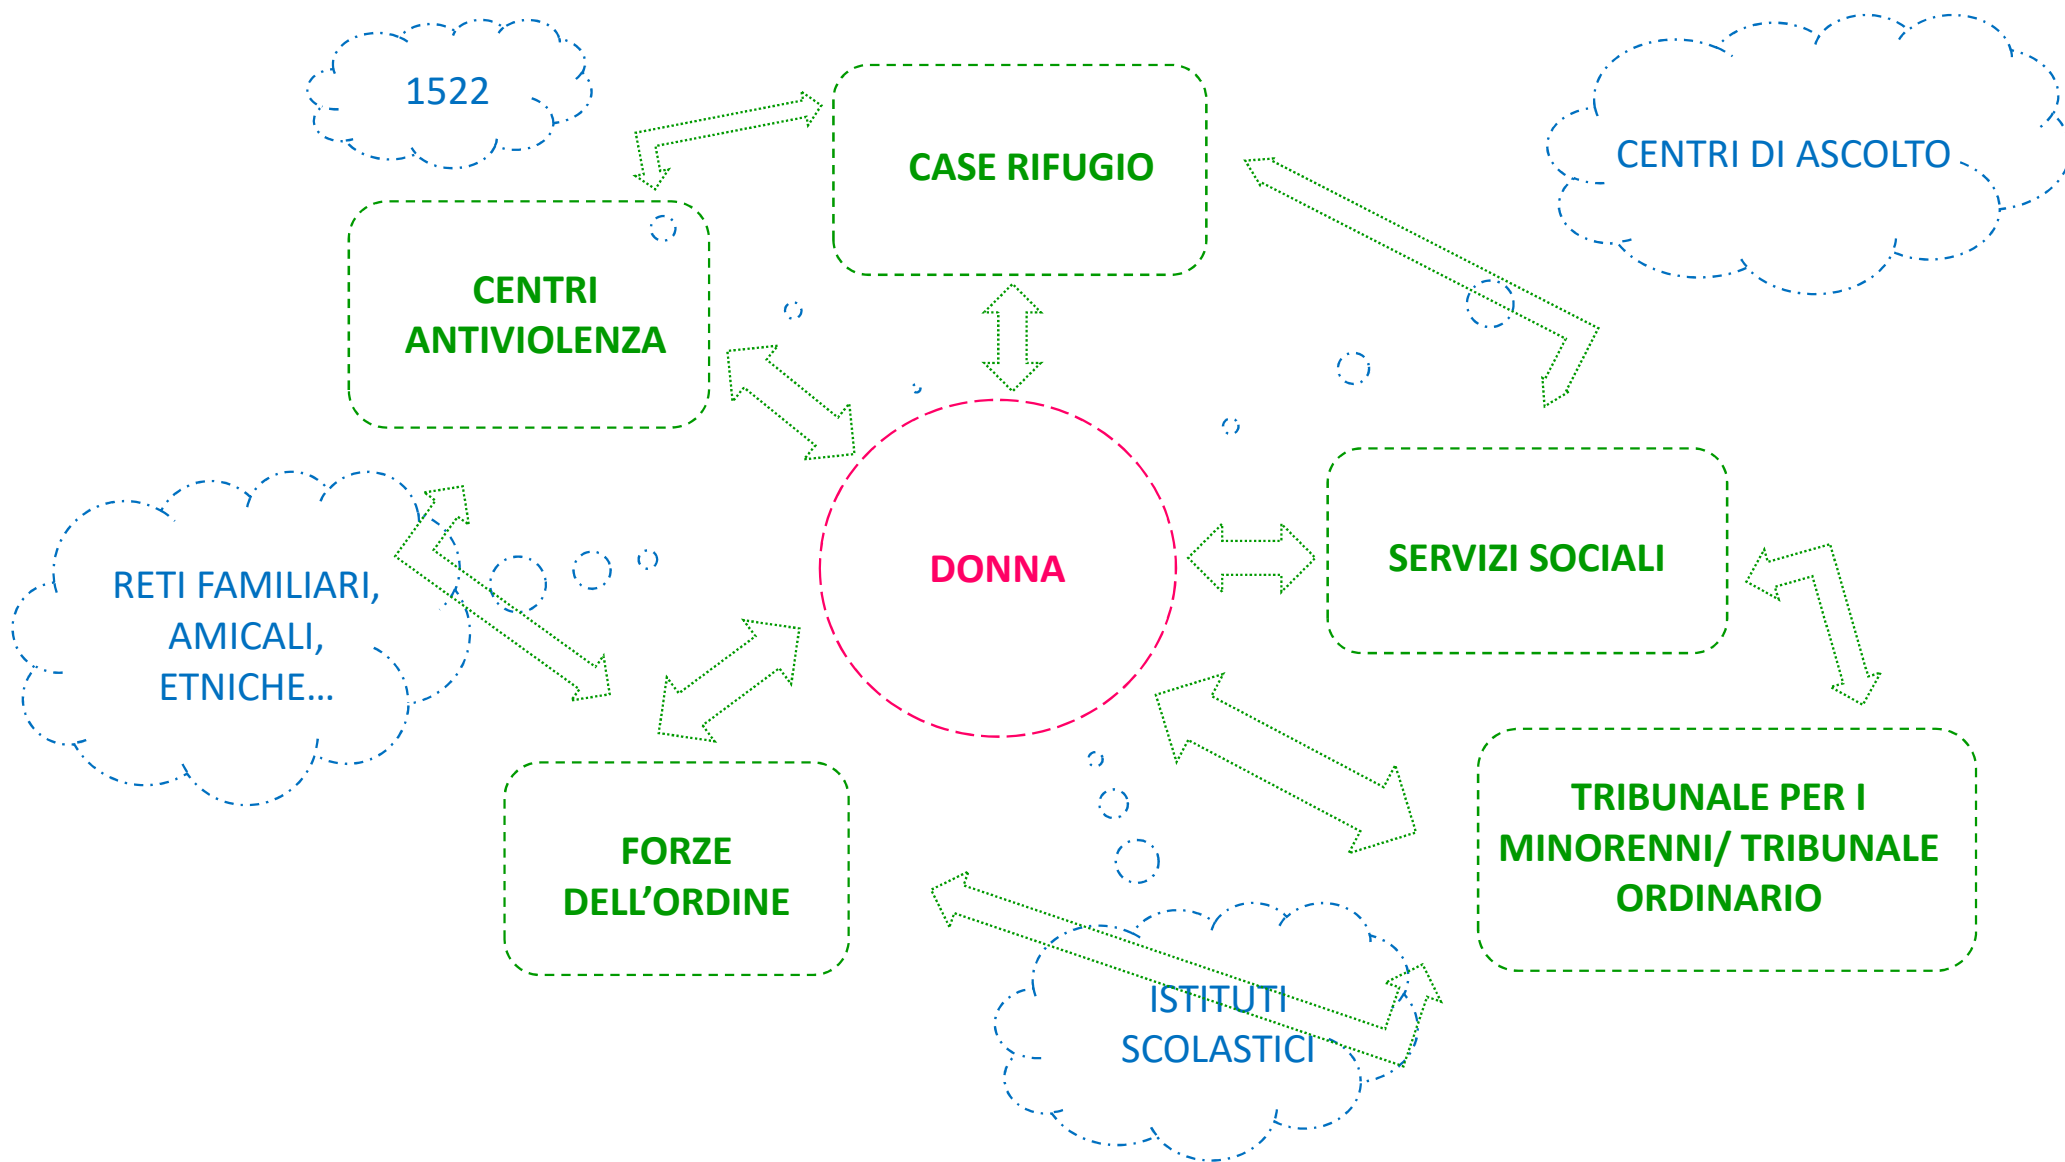 1522
CASE RIFUGIO
CENTRI DI ASCOLTO
CENTRI
ANTIVIOLENZA
RETI FAMILIARI,
AMICALI,
ETNICHE…
DONNA
SERVIZI SOCIALI
FORZE
DELL’ORDINE
TRIBUNALE PER I
MINORENNI/ TRIBUNALE
ORDINARIO
ISTITUTI
SCOLASTICI